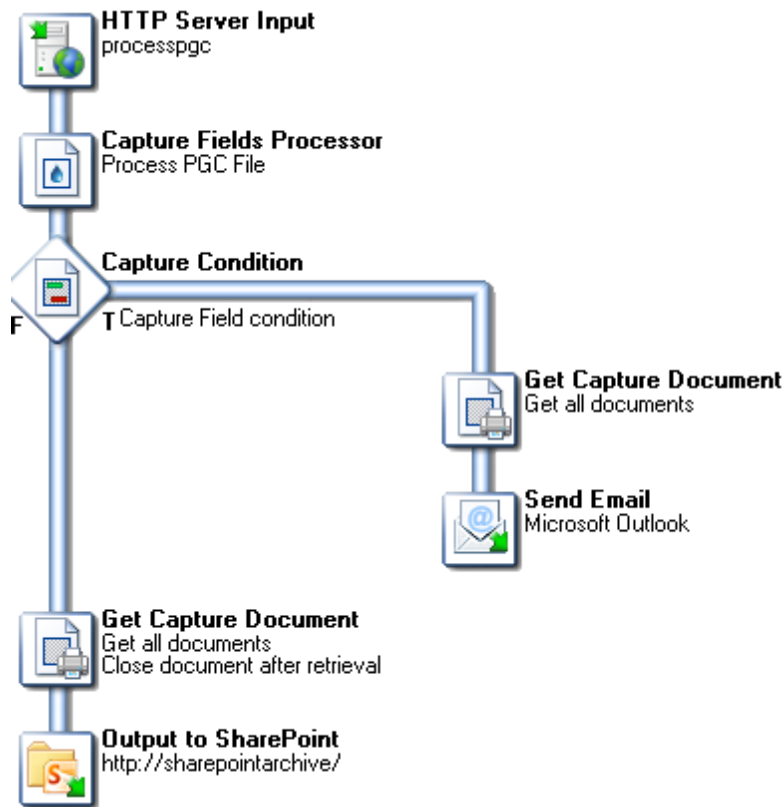 HTTP Server Input
processpgc
Capture Fields Processor
Process PGC File
Capture Condition
F
T Capture Field condition
Get Capture Document
Get all documents
Send Email
Microsoft Outlook
Get Capture Document
Get all documents
Close document after retrieval
Output to SharePoint
http://sharepointarchive/